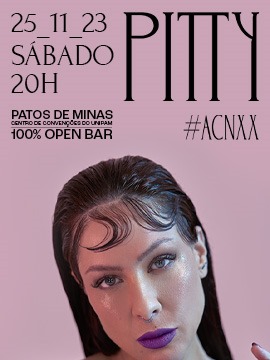 25_11_23
SÁBADO
20H
PITTY
PATOS DE MINAS
CENTRO DE CONVENÇÕES DO UNIPAM
100% OPEN BAR
#ACNXX